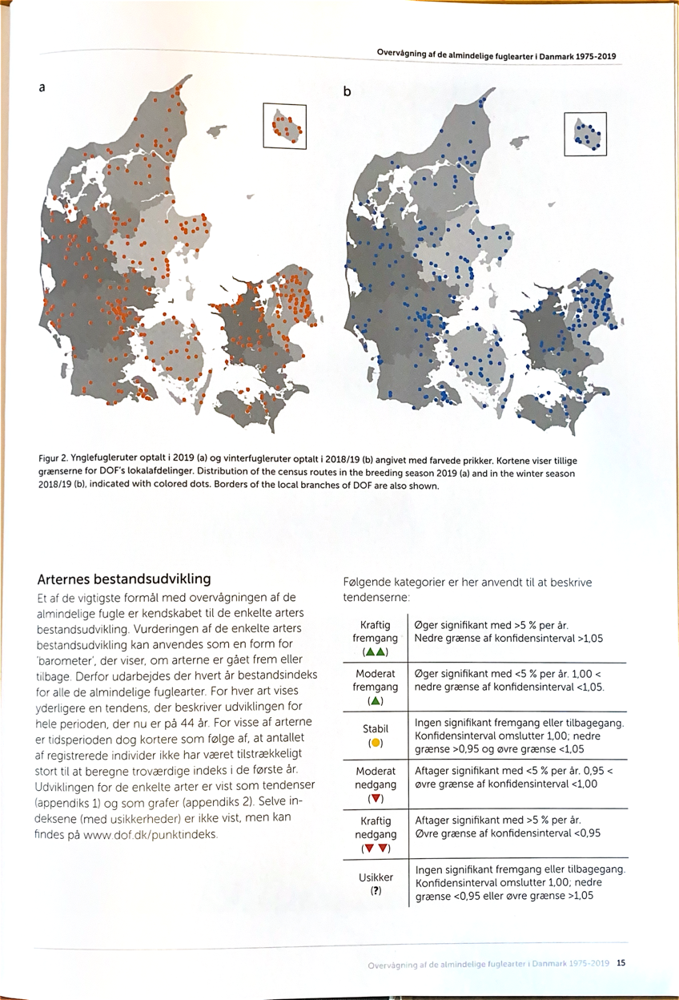 Overvågning af de almindelige fuglearter i Danmark 1975-2019
a
b
Figur 2. Ynglefugleruter optalt i 2019 (a) og vinterfugleruter optalt i 2018/19 (b) angivet med farvede prikker. Kortene viser tillige
grænserne for DOF's lokalafdelinger. Distribution of the census routes in the breeding season 2019 (a) and in the winter season
2018/19 (b), indicated with colored dots. Borders of the local branches of DOF are also shown.
Arternes bestandsudvikling
Et af de vigtigste formål med overvågningen af de
almindelige fugle er kendskabet til de enkelte arters
bestandsudvikling. Vurderingen af de enkelte arters
bestandsudvikling kan anvendes som en form for
'barometer', der viser, om arterne er gået frem eller
tilbage. Derfor udarbejdes der hvert år bestandsindeks
for alle de almindelige fuglearter. For hver art vises
yderligere en tendens, der beskriver udviklingen for
hele perioden, der nu er på 44 år. For visse af arterne
er tidsperioden dog kortere som følge af, at antallet
af registrerede individer ikke har været tilstrækkeligt
stort til at beregne troværdige indeks i de første år.
Udviklingen for de enkelte arter er vist som tendenser
(appendiks 1) og som grafer (appendiks 2). Selve in-
deksene (med usikkerheder) er ikke vist, men kan
findes på www.dof.dk/punktindeks.
Følgende kategorier er her anvendt til at beskrive
tendenserne:
Kraftig
fremgang
(▲▲)
Øger signifikant med >5 % per år.
Nedre grænse af konfidensinterval >1,05
Moderat
fremgang
(▲)
Øger signifikant med <5 % per år. 1,00 <
nedre grænse af konfidensinterval <1,05.
Stabil
(●)
Ingen signifikant fremgang eller tilbagegang.
Konfidensinterval omslutter 1,00; nedre
grænse >0,95 og øvre grænse <1,05
Moderat
nedgang
(▼)
Aftager signifikant med <5 % per år. 0,95 <
øvre grænse af konfidensinterval <1,00
Kraftig
nedgang
(▼ ▼)
Aftager signifikant med >5 % per år.
Øvre grænse af konfidensinterval <0,95
Usikker
(?)
Ingen signifikant fremgang eller tilbagegang.
Konfidensinterval omslutter 1,00; nedre
grænse <0,95 eller øvre grænse >1,05
Overvågning af de almindelige fuglearter i Danmark 1975-2019 15